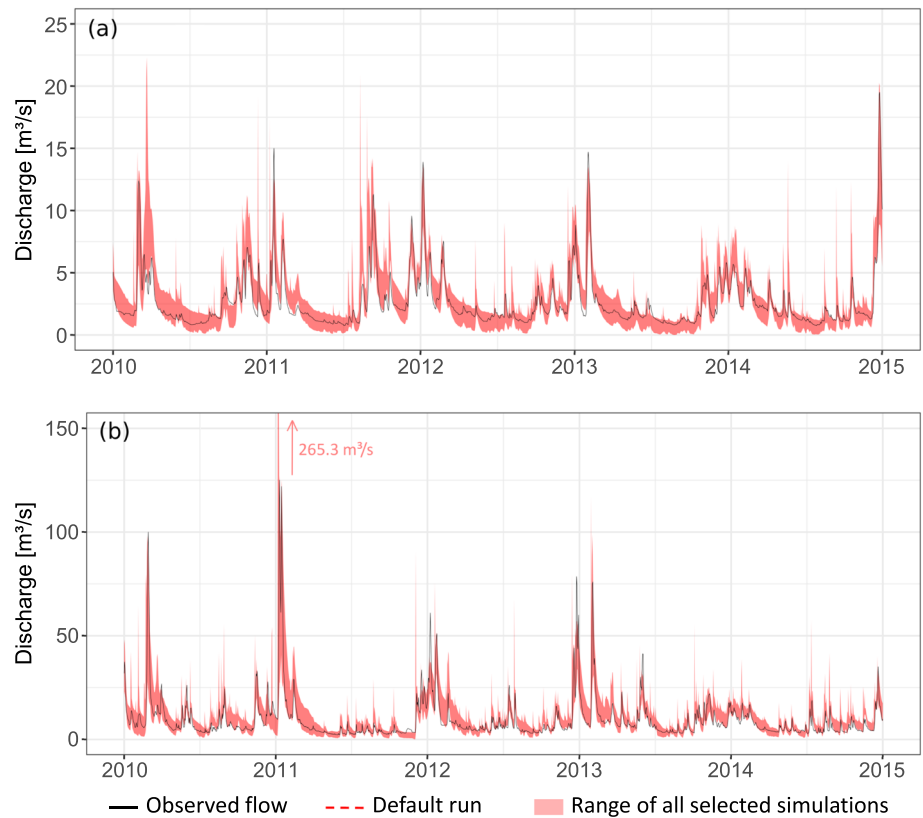 (a)
Discharge [m³/s]
25
20
15
10
5
0
2010 2011 2012 2013 2014 2015
(b)
Discharge [m³/s]
150
100
50
0
265.3 m³/s
2010 2011 2012 2013 2014 2015
Observed flow Default run Range of all selected simulations